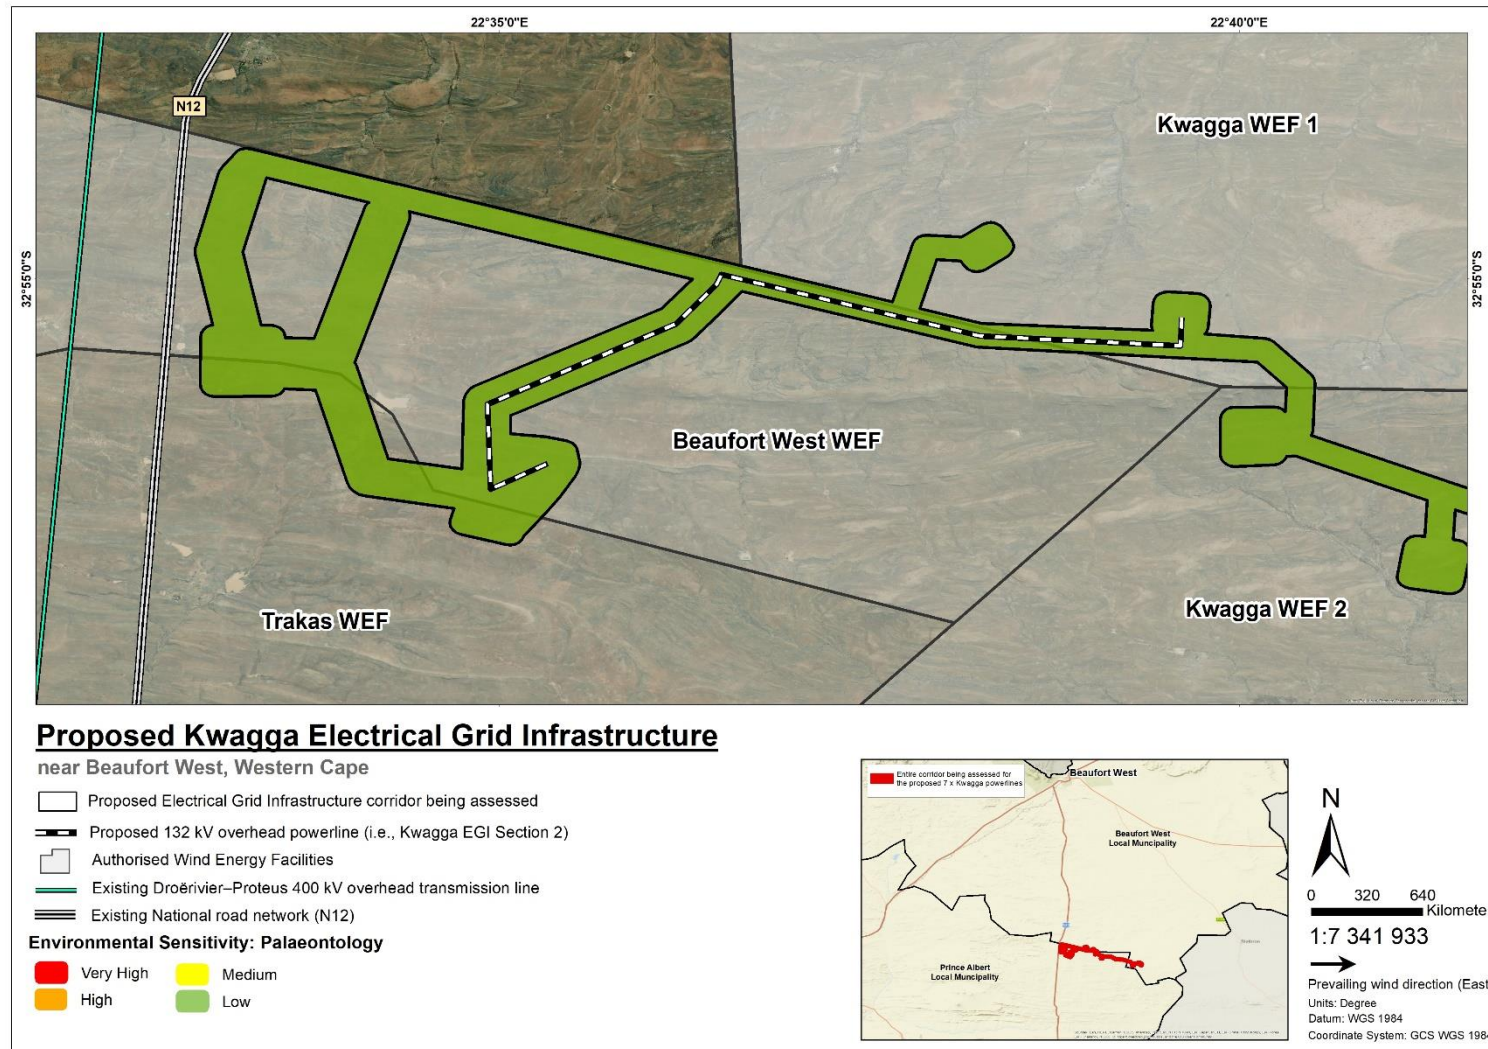 22°35'0"E
22°40'0"E
N12
Kwagga WEF 1
32°55'0"S
32°55'0"S
Beaufort West WEF
Trakas WEF
Kwagga WEF 2
Proposed Kwagga Electrical Grid Infrastructure
near Beaufort West, Western Cape
Proposed Electrical Grid Infrastructure corridor being assessed
Proposed 132 kV overhead powerline (i.e., Kwagga EGI Section 2)
Authorised Wind Energy Facilities
Existing Droërivier–Proteus 400 kV overhead transmission line
Existing National road network (N12)
Environmental Sensitivity: Palaeontology
Very High
Medium
High
Low
Entire corridor being assessed for
the proposed 7 x Kwagga powerlines
Beaufort West
Beaufort West
Local Muncipality
Prince Albert
Local Muncipality
N
0 320 640
Kilomete
1:7 341 933
Prevailing wind direction (East
Units: Degree
Datum: WGS 1984
Coordinate System: GCS WGS 1984